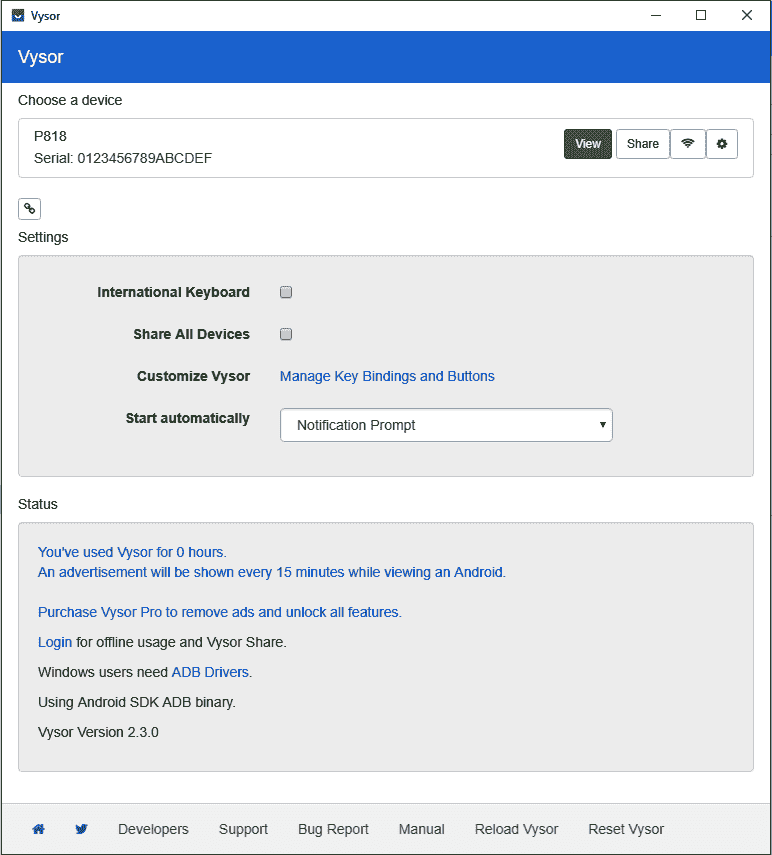 Vysor
Vysor
Choose a device
P818
Serial: 0123456789ABCDEF
View Share
Settings
International Keyboard
Share All Devices
Customize Vysor Manage Key Bindings and Buttons
Start automatically Notification Prompt
Status
You've used Vysor for 0 hours.
An advertisement will be shown every 15 minutes while viewing an Android.
Purchase Vysor Pro to remove ads and unlock all features.
Login for offline usage and Vysor Share.
Windows users need ADB Drivers.
Using Android SDK ADB binary.
Vysor Version 2.3.0
Developers Support Bug Report Manual Reload Vysor Reset Vysor